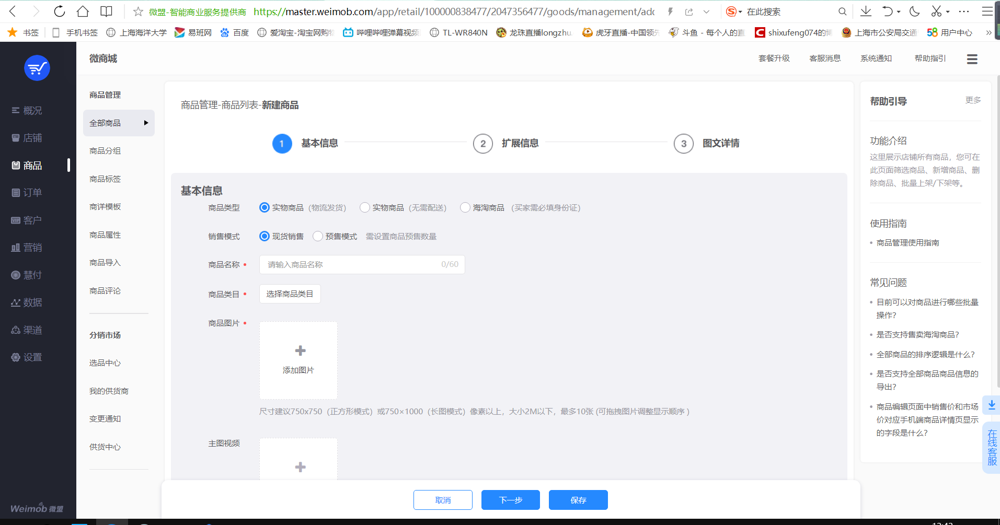 微盟-智能商业服务提供商 https://master.weimob.com/app/retail/100000838477/2047356477/goods/management/adc 在此搜索
书签 手机书签 上海海洋大学 易班网 百度 爱淘宝-淘宝网购物 哔哩哔哩弹幕视频 TL-WR840N 龙珠直播longzhu. 虎牙直播-中国领先 斗鱼 - 每个人的直 shixufeng074的博 上海市公安局交通 58 用户中心 »
微商城 套餐升级 客服消息 系统通知 帮助指引
概况
店铺
商品
订单
VIP 客户
营销
慧付
数据
渠道
设置
Weimob 微盟
商品管理
全部商品
商品分组
商品标签
商详模板
商品属性
商品导入
商品评论
分销市场
选品中心
我的供货商
变更通知
供货中心
商品管理-商品列表-新建商品
1 基本信息 2 扩展信息 3 图文详情
基本信息
商品类型 实物商品 (物流发货) 实物商品 (无需配送) 海淘商品 (买家需必填身份证)
销售模式 现货销售 预售模式 需设置商品预售数量
商品名称 • 请输入商品名称 0/60
商品类目 • 选择商品类目
商品图片 •
添加图片
尺寸建议750x750（正方形模式）或750×1000（长图模式）像素以上，大小2M以下，最多10张 (可拖拽图片调整显示顺序 )
主图视频
取消 下一步 保存
帮助引导 更多
功能介绍
这里展示店铺所有商品，您可在
此页面筛选商品、新增商品、删
除商品、批量上架/下架等。
使用指南
• 商品管理使用指南
常见问题
• 目前可以对商品进行哪些批量
操作?
• 是否支持售卖海淘商品?
• 全部商品的排序逻辑是什么?
• 是否支持全部商品商品信息的
导出?
• 商品编辑页面中销售价和市场
价对应手机端商品详情页显示
的字段是什么?
在线客服